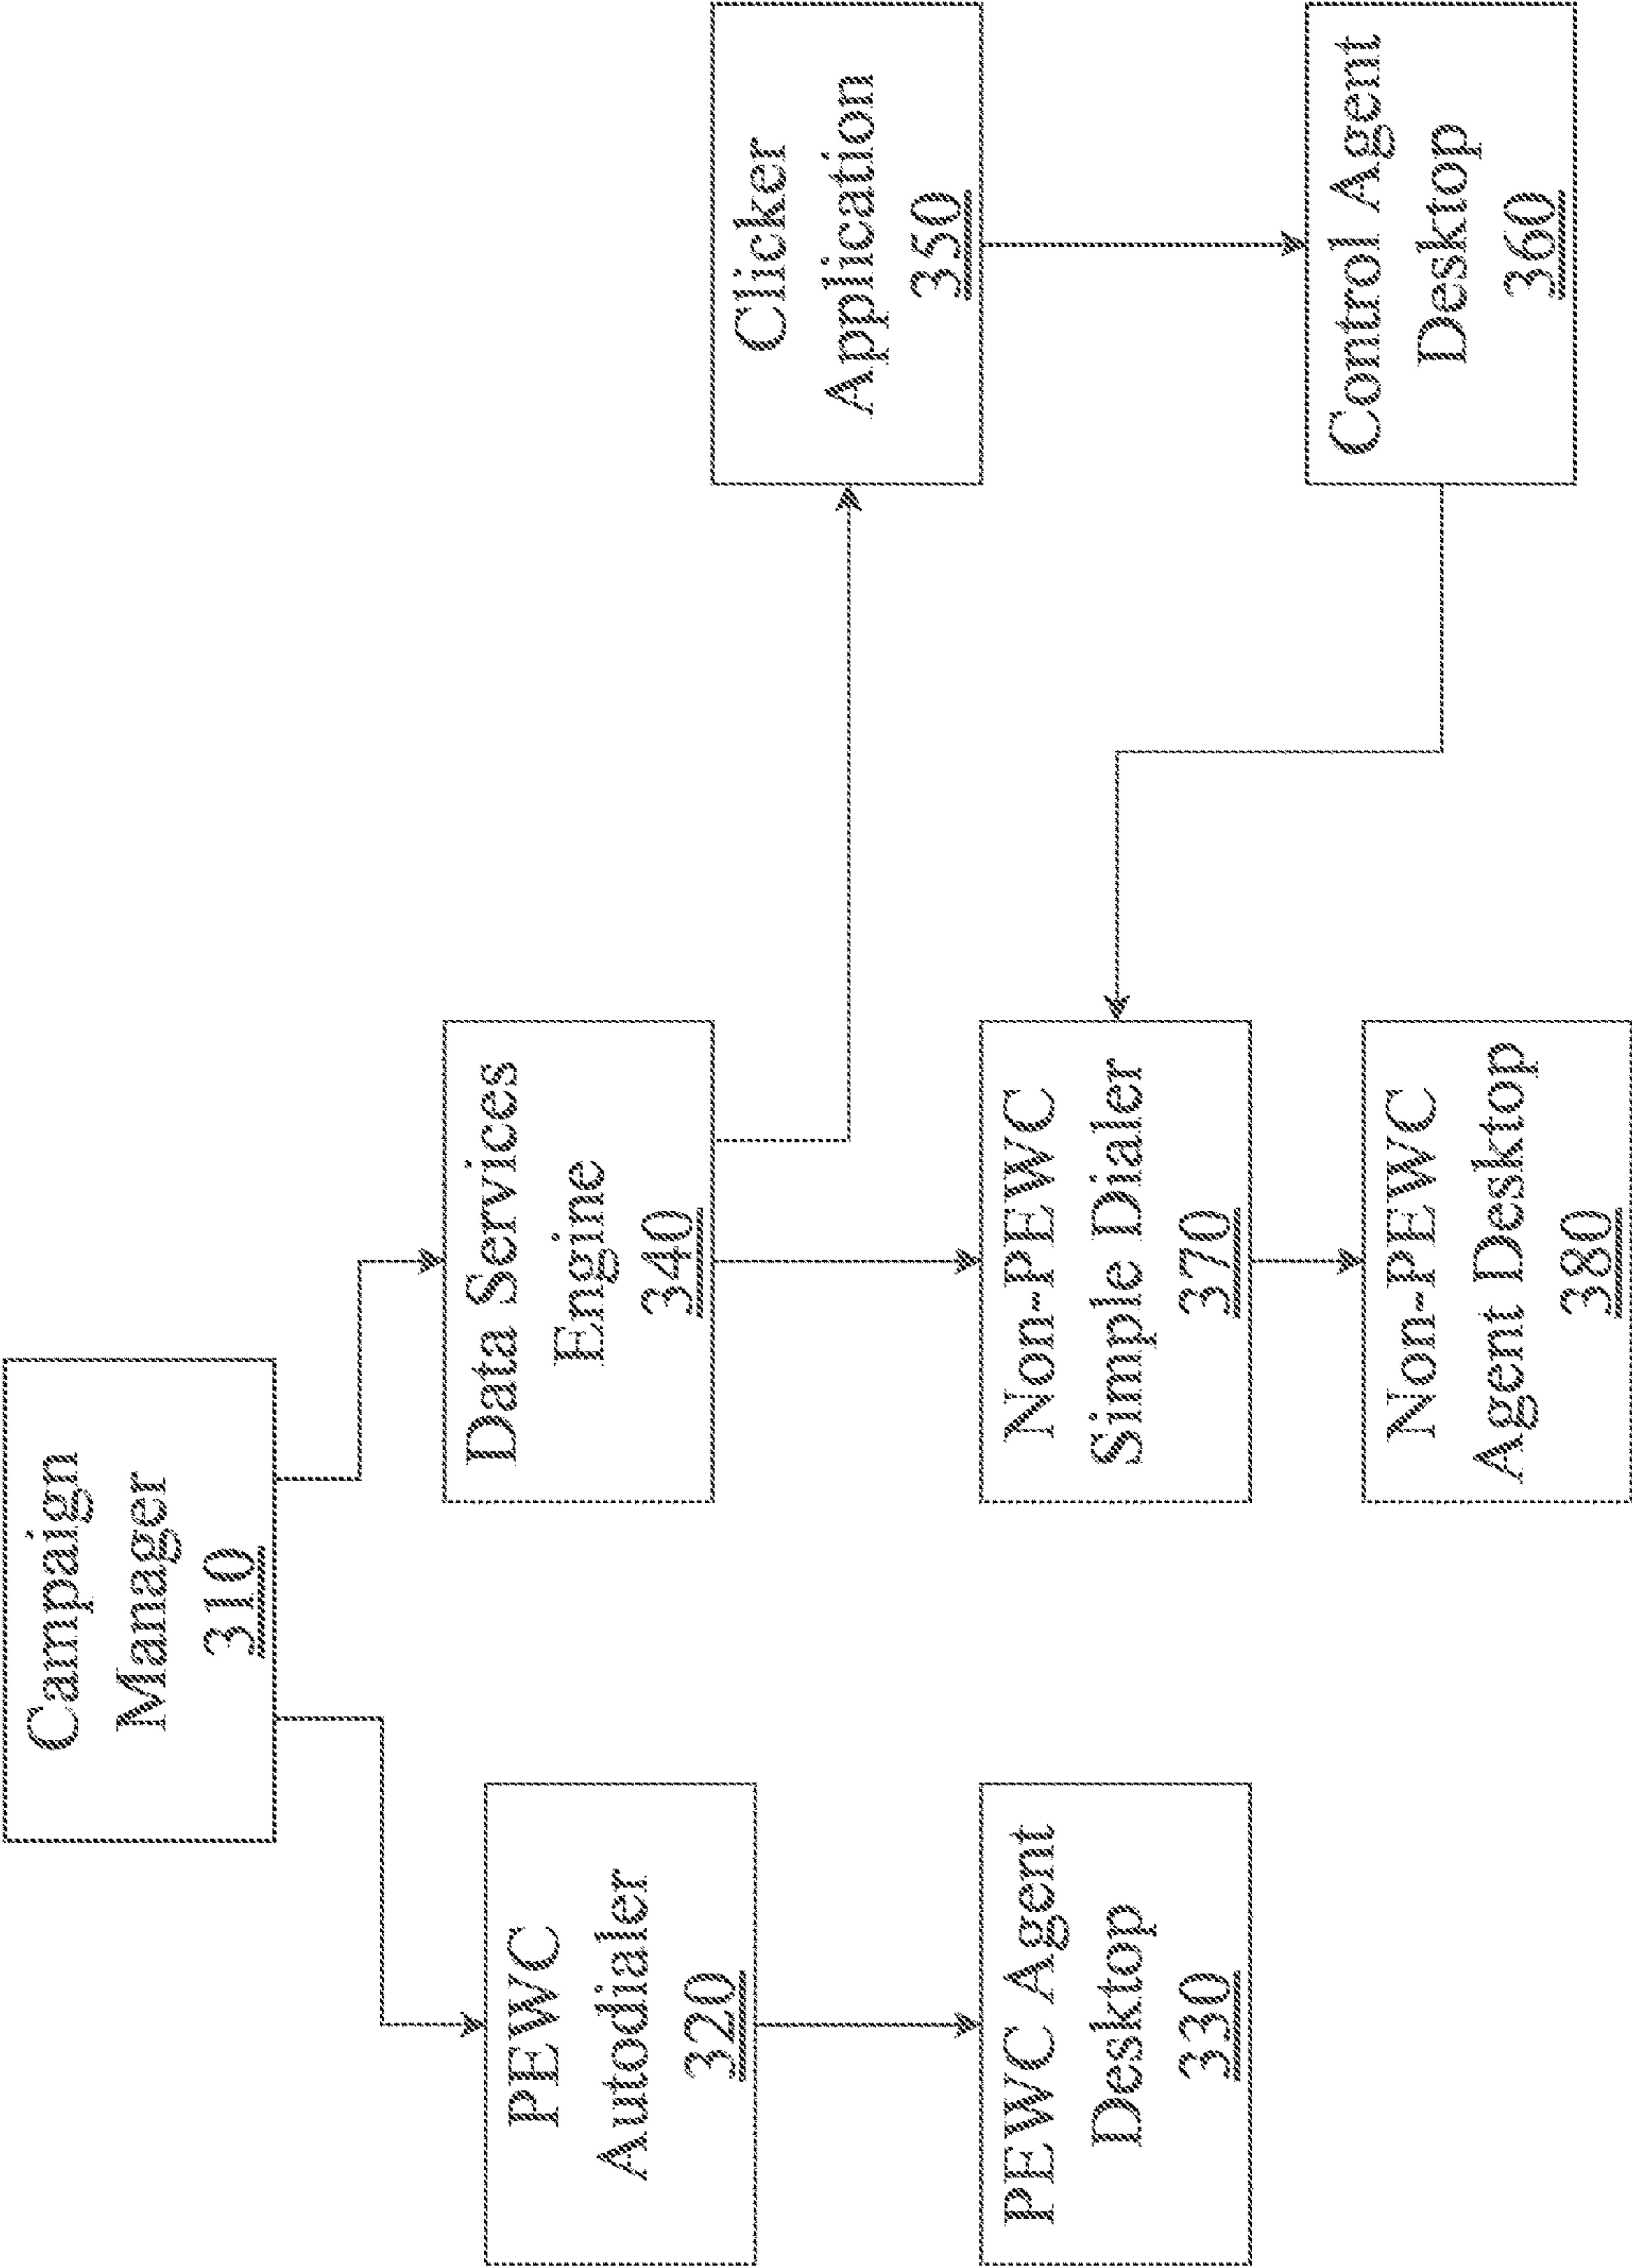 Campaign
Manager
310
PEWC
Autodialer
320
PEWC Agent
Desktop
330
Data Services
Engine
340
Clicker
Application
350
Control Agent
Desktop
360
Non-PEWC
Simple Dialer
370
Non-PEWC
Agent Desktop
380